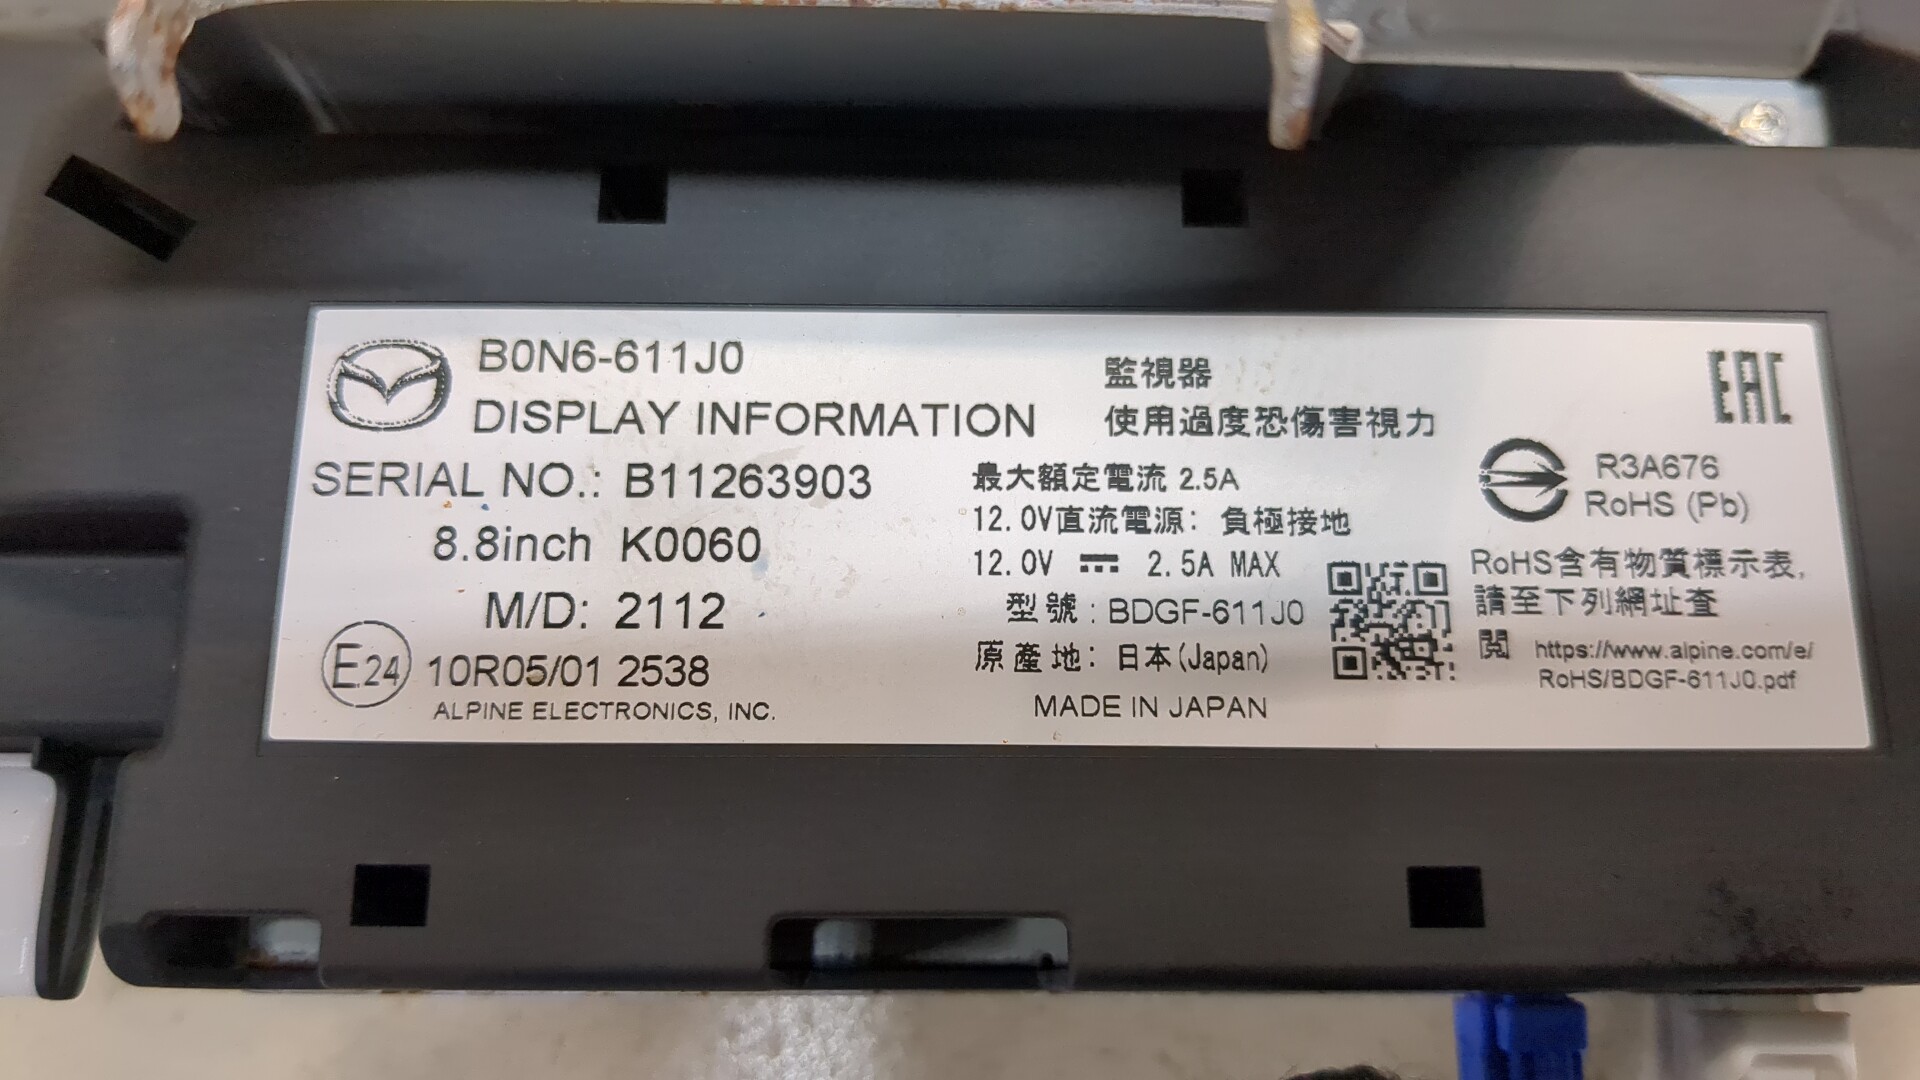 B0N6-611J0
DISPLAY INFORMATION
SERIAL NO.: B11263903
8.8inch K0060
M/D: 2112
E24 10R05/01 2538
ALPINE ELECTRONICS, INC.
監視器
使用過度恐傷害視力
最大額定電流 2.5A
12.0V直流電源: 負極接地
12.0V ⎓ 2.5A MAX
型號: BDGF-611J0
原產地: 日本(Japan)
MADE IN JAPAN
EAC
R3A676
RoHS (Pb)
RoHS含有物質標示表,
請至下列網址查
閱 https://www.alpine.com/e/
RoHS/BDGF-611J0.pdf